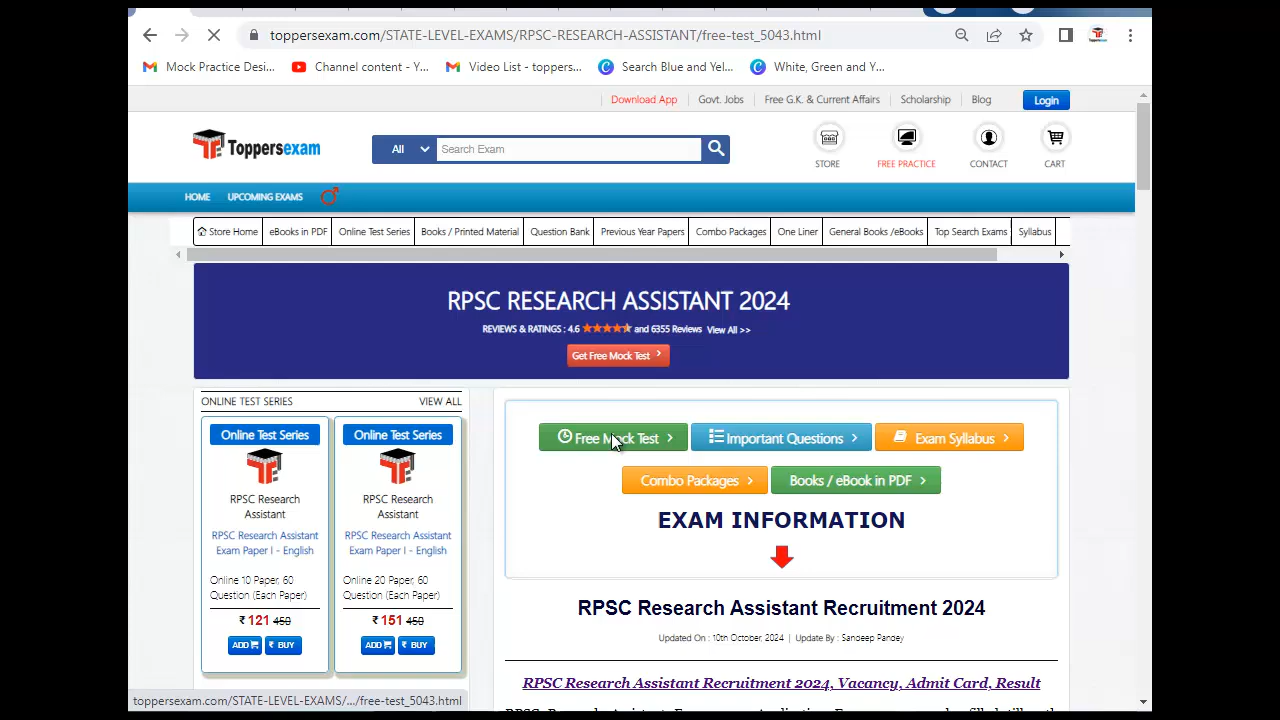 toppersexam.com/STATE-LEVEL-EXAMS/RPSC-RESEARCH-ASSISTANT/free-test_5043.html
Mock Practice Desi... Channel content - Y... Video List - toppers... Search Blue and Yel... White, Green and Y...
Download App Govt. Jobs Free G.K. & Current Affairs Scholarship Blog Login
Toppersexam All Search Exam
STORE FREE PRACTICE CONTACT CART
HOME UPCOMING EXAMS
Store Home eBooks in PDF Online Test Series Books / Printed Material Question Bank Previous Year Papers Combo Packages One Liner General Books /eBooks Top Search Exams Syllabus
RPSC RESEARCH ASSISTANT 2024
REVIEWS & RATINGS : 4.6 and 6355 Reviews View All >>
Get Free Mock Test
ONLINE TEST SERIES VIEW ALL
Online Test Series
RPSC Research
Assistant
RPSC Research Assistant
Exam Paper I - English
Online 10 Paper, 60
Question (Each Paper)
₹ 121 450
ADD ₹ BUY
Online Test Series
RPSC Research
Assistant
RPSC Research Assistant
Exam Paper I - English
Online 20 Paper, 60
Question (Each Paper)
₹ 151 450
ADD ₹ BUY
Free Mock Test Important Questions Exam Syllabus
Combo Packages Books / eBook in PDF
EXAM INFORMATION
RPSC Research Assistant Recruitment 2024
Updated On : 10th October, 2024 | Update By : Sandeep Pandey
RPSC Research Assistant Recruitment 2024, Vacancy, Admit Card, Result
toppersexam.com/STATE-LEVEL-EXAMS/.../free-test_5043.html